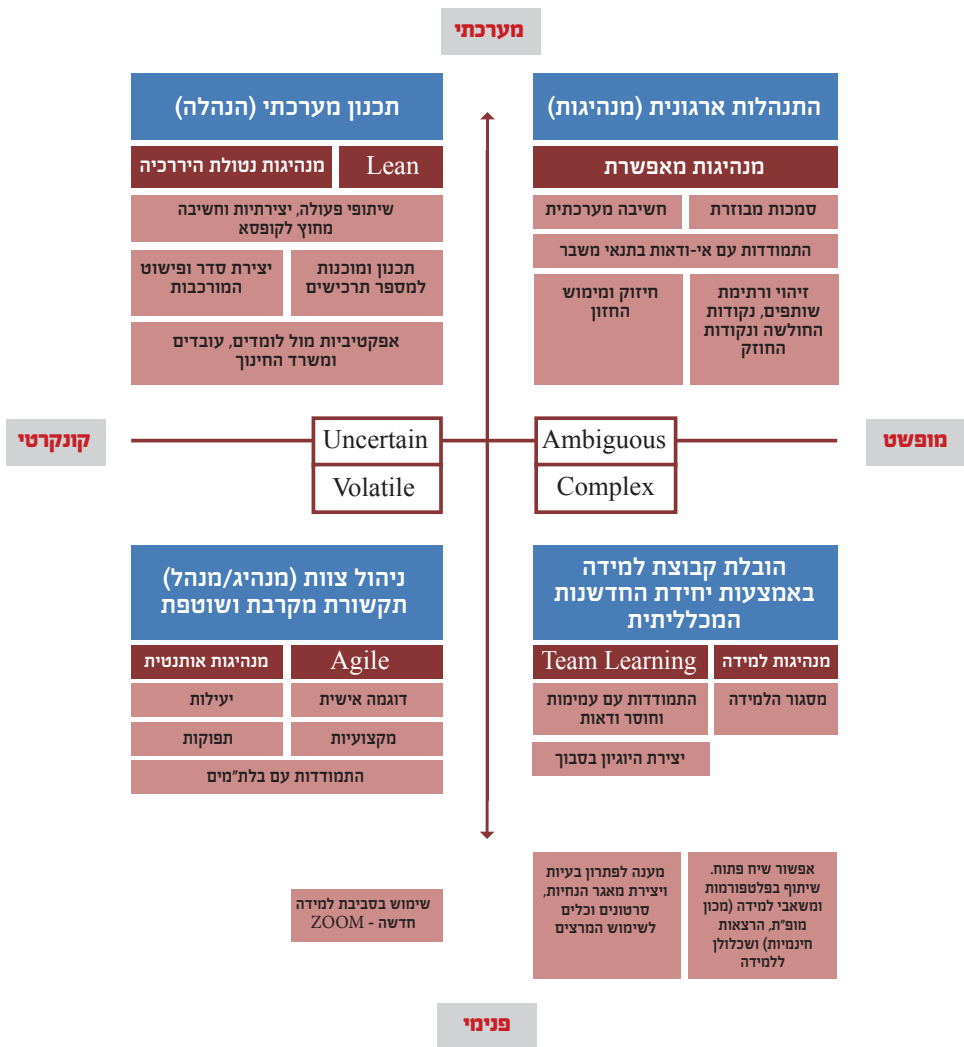 מערכתי
התנהלות ארגונית (מנהיגות)
מנהיגות מאפשרת
סמכות מבוזרת
חשיבה מערכתית
התמודדות עם אי-ודאות בתנאי משבר
זיהוי ורתימת
שותפים, נקודות
החולשה ונקודות
החוזק
חיזוק ומימוש
החזון
תכנון מערכתי (הנהלה)
Lean
מנהיגות נטולת היררכיה
שיתופי פעולה, יצירתיות וחשיבה
מחוץ לקופסא
תכנון ומוכנות
למספר תרכישים
יצירת סדר ופישוט
המורכבות
אפקטיביות מול לומדים, עובדים
ומשרד החינוך
מופשט
Ambiguous
Complex
Uncertain
Volatile
קונקרטי
הובלת קבוצת למידה
באמצעות יחידת החדשנות
המכלליתית
מנהיגות למידה
Team Learning
מסגור הלמידה
התמודדות עם עמימות
וחוסר ודאות
יצירת היוגיון בסבוך
ניהול צוות (מנהיג/מנהל)
תקשורת מקרבת ושוטפת
Agile
מנהיגות אותנטית
דוגמה אישית
יעילות
מקצועיות
תפוקות
התמודדות עם בלת"מים
אפשור שיח פתוח.
שיתוף בפלטפורמות
ומשאבי למידה (מכון
מופ"ת, הרצאות
חינמיות) ושכלולן
ללמידה
מענה לפתרון בעיות
ויצירת מאגר הנחיות,
סרטונים וכלים
לשימוש המרצים
שימוש בסביבת למידה
חדשה - ZOOM
פנימי